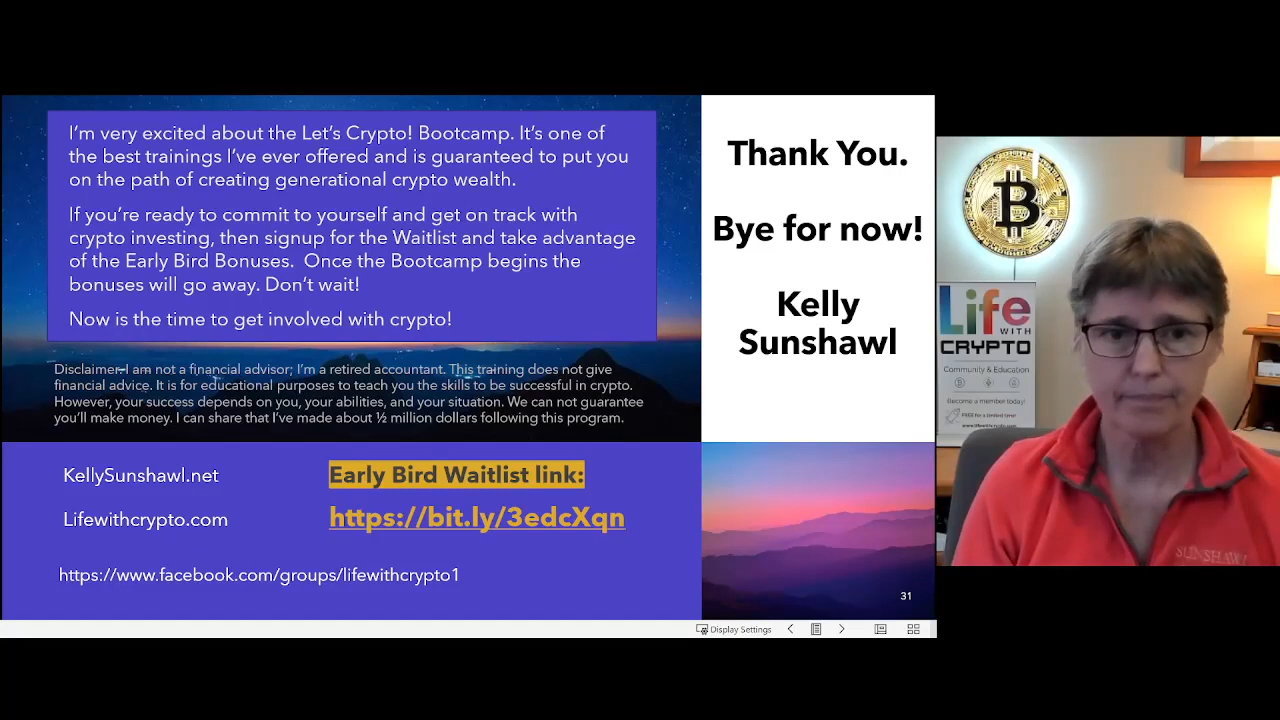 I'm very excited about the Let's Crypto! Bootcamp. It's one of
the best trainings I've ever offered and is guaranteed to put you
on the path of creating generational crypto wealth.
If you're ready to commit to yourself and get on track with
crypto investing, then signup for the Waitlist and take advantage
of the Early Bird Bonuses. Once the Bootcamp begins the
bonuses will go away. Don't wait!
Now is the time to get involved with crypto!
Disclaimer–I am not a financial advisor; I'm a retired accountant. This training does not give
financial advice. It is for educational purposes to teach you the skills to be successful in crypto.
However, your success depends on you, your abilities, and your situation. We can not guarantee
you'll make money. I can share that I've made about ½ million dollars following this program.
KellySunshawl.net
Lifewithcrypto.com
https://www.facebook.com/groups/lifewithcrypto1
Early Bird Waitlist link:
https://bit.ly/3edcXqn
Thank You.
Bye for now!
Kelly
Sunshawl
31
Display Settings
Life
WITH
CRYPTO
Community & Education
Become a member today!
FREE for a limited time!
www.lifewithcrypto.com
SUNSHAWL